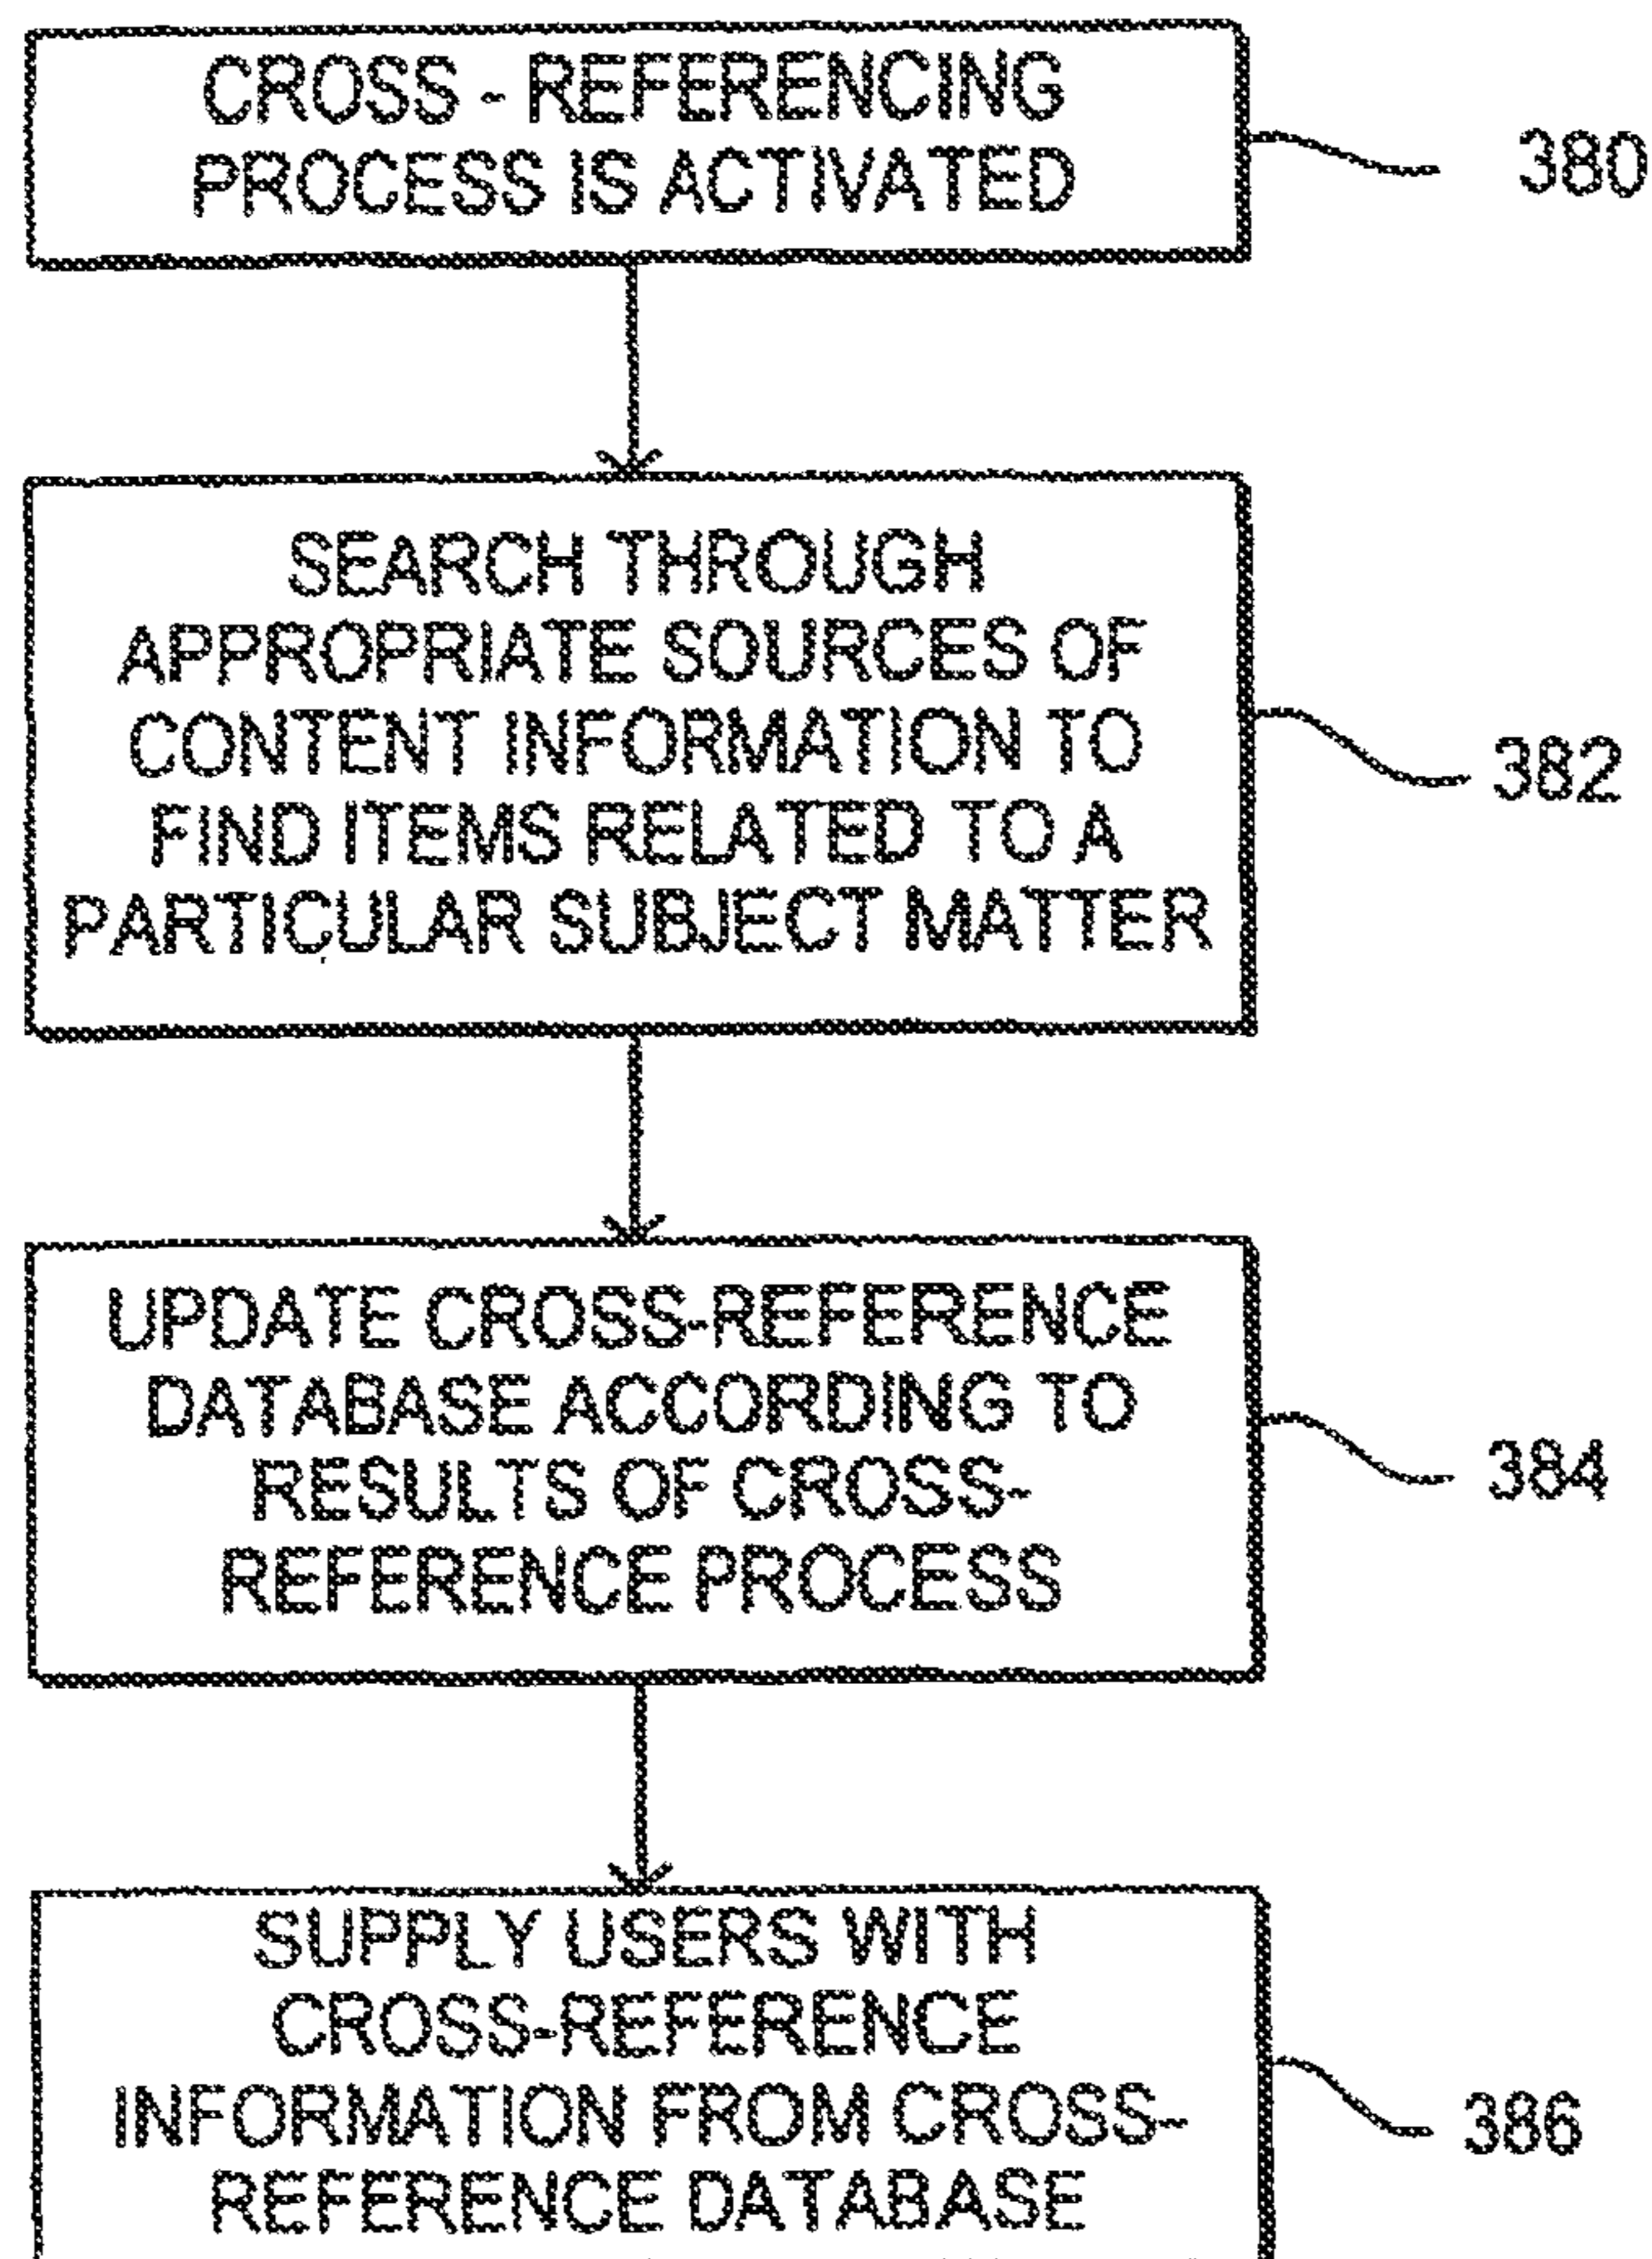 CROSS - REFERENCING
PROCESS IS ACTIVATED
380
SEARCH THROUGH
APPROPRIATE SOURCES OF
CONTENT INFORMATION TO
FIND ITEMS RELATED TO A
PARTICULAR SUBJECT MATTER
382
UPDATE CROSS-REFERENCE
DATABASE ACCORDING TO
RESULTS OF CROSS-
REFERENCE PROCESS
384
SUPPLY USERS WITH
CROSS-REFERENCE
INFORMATION FROM CROSS-
REFERENCE DATABASE
386